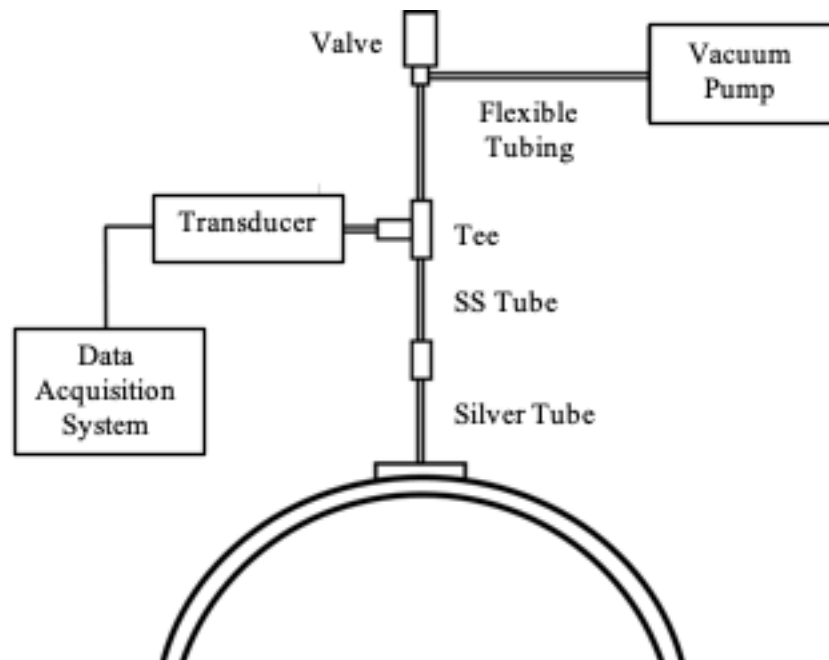 Valve
Vacuum
Pump
Flexible
Tubing
Transducer
Tee
SS Tube
Data
Acquisition
System
Silver Tube